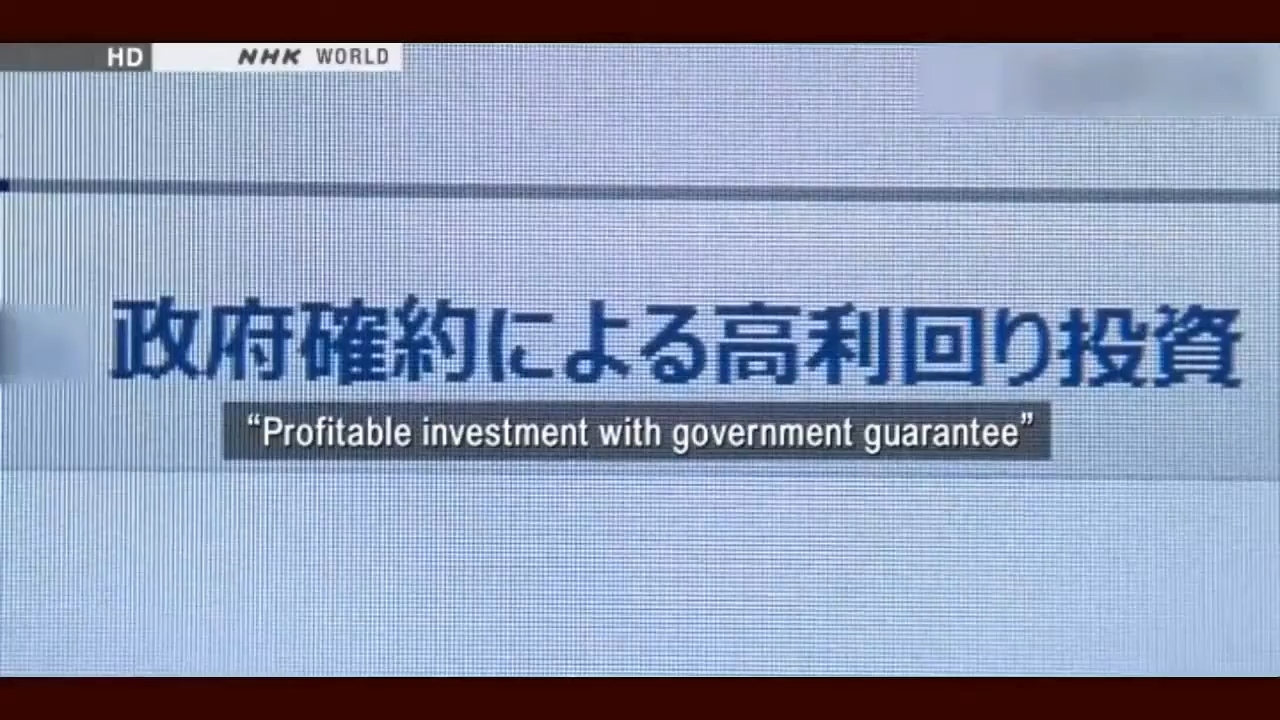 HD NHK WORLD
政府確約による高利回り投資
“Profitable investment with government guarantee”